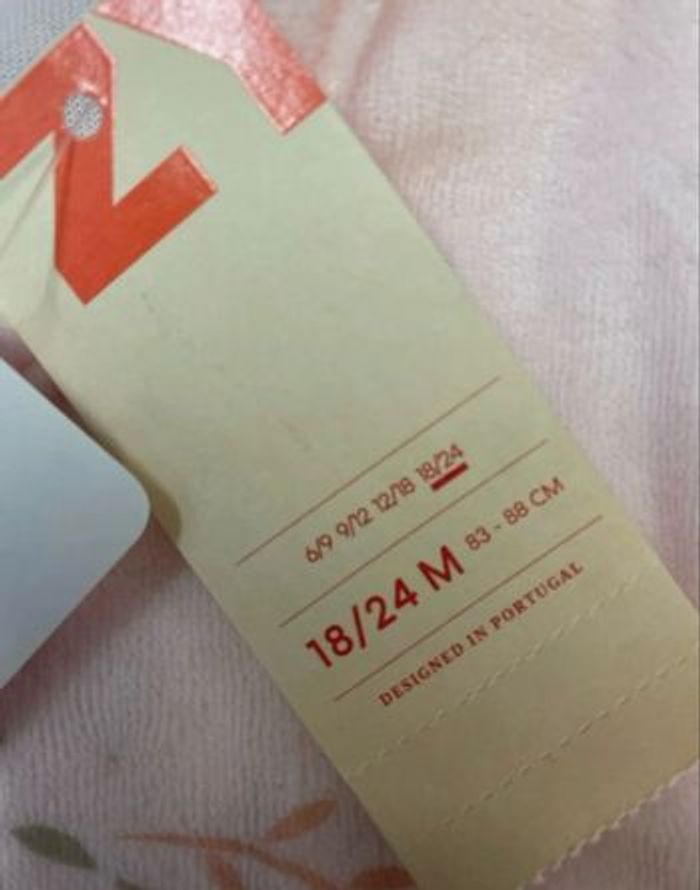 Z
6/9 9/12 12/18 18/24
18/24 M 83 - 88 CM
DESIGNED IN PORTUGAL